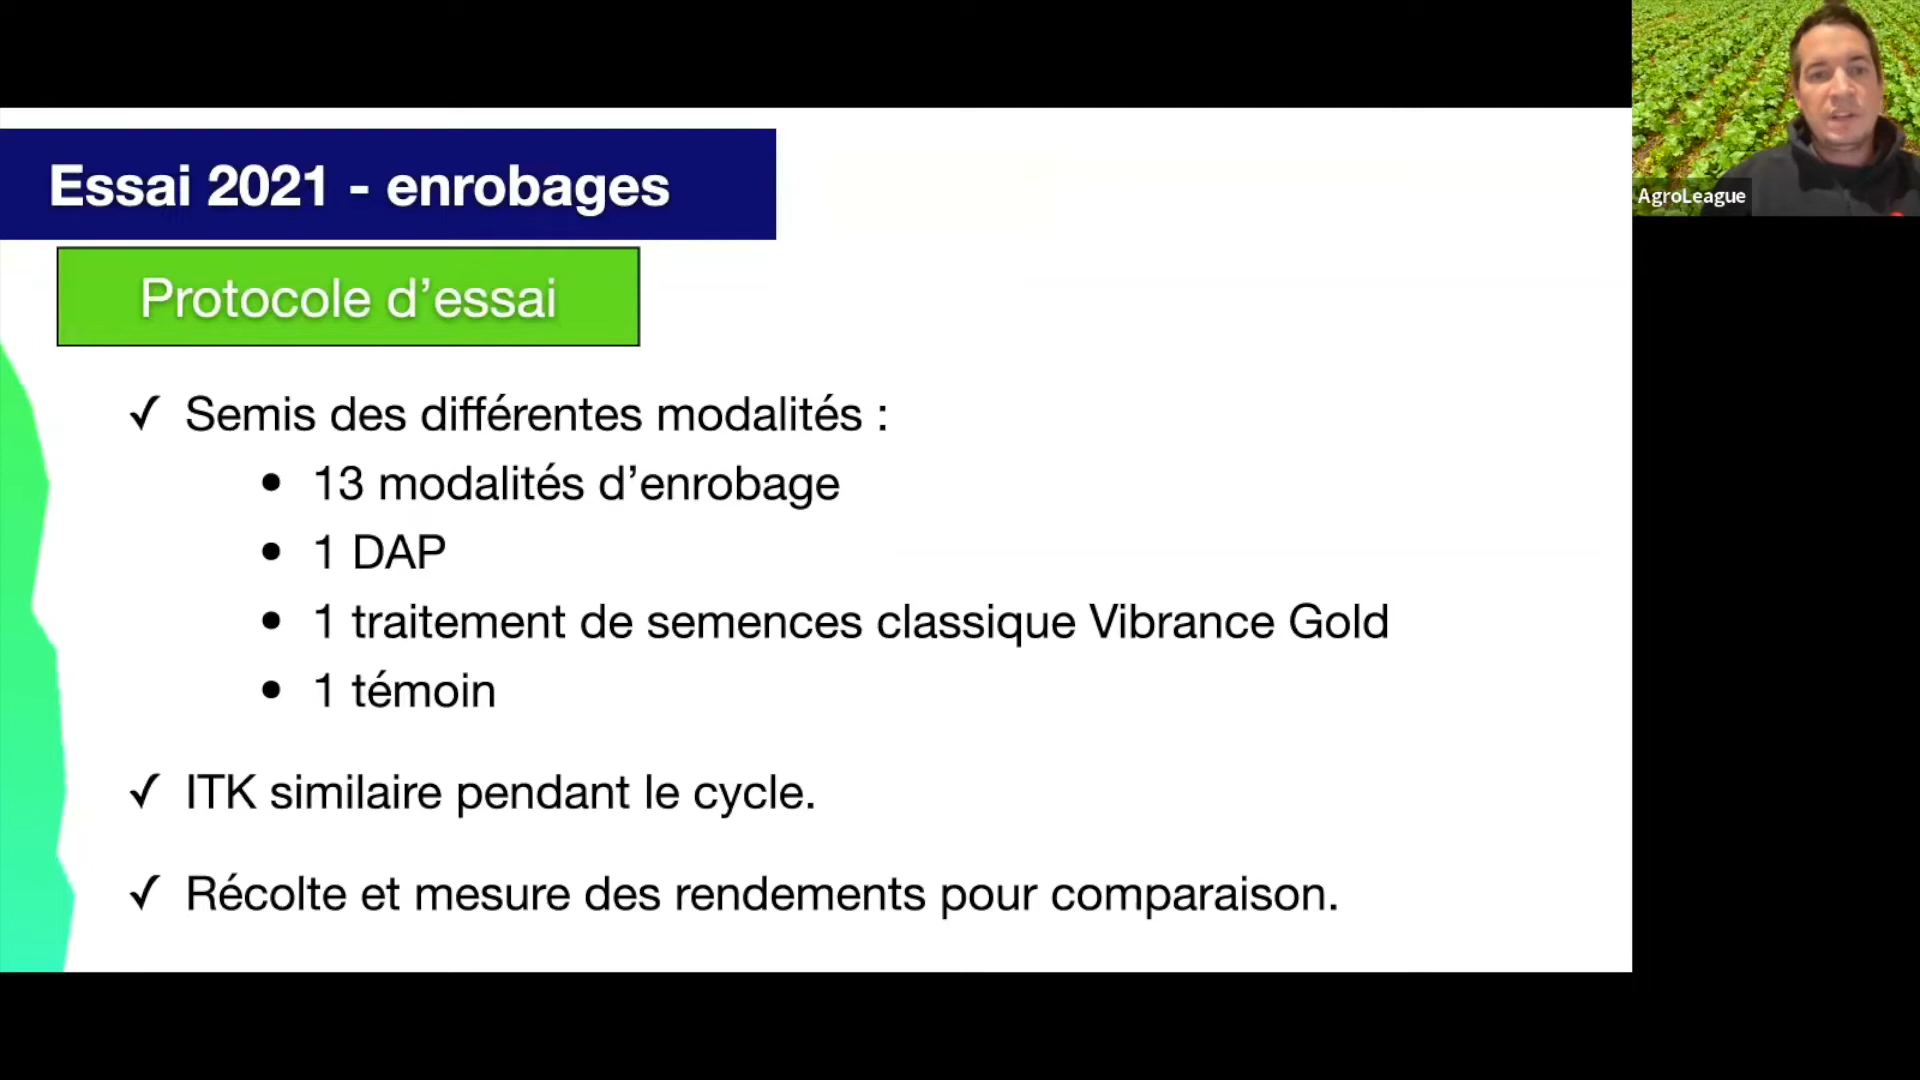 Essai 2021 - enrobages
Protocole d’essai
✓ Semis des différentes modalités :
• 13 modalités d’enrobage
• 1 DAP
• 1 traitement de semences classique Vibrance Gold
• 1 témoin
✓ ITK similaire pendant le cycle.
✓ Récolte et mesure des rendements pour comparaison.
AgroLeague